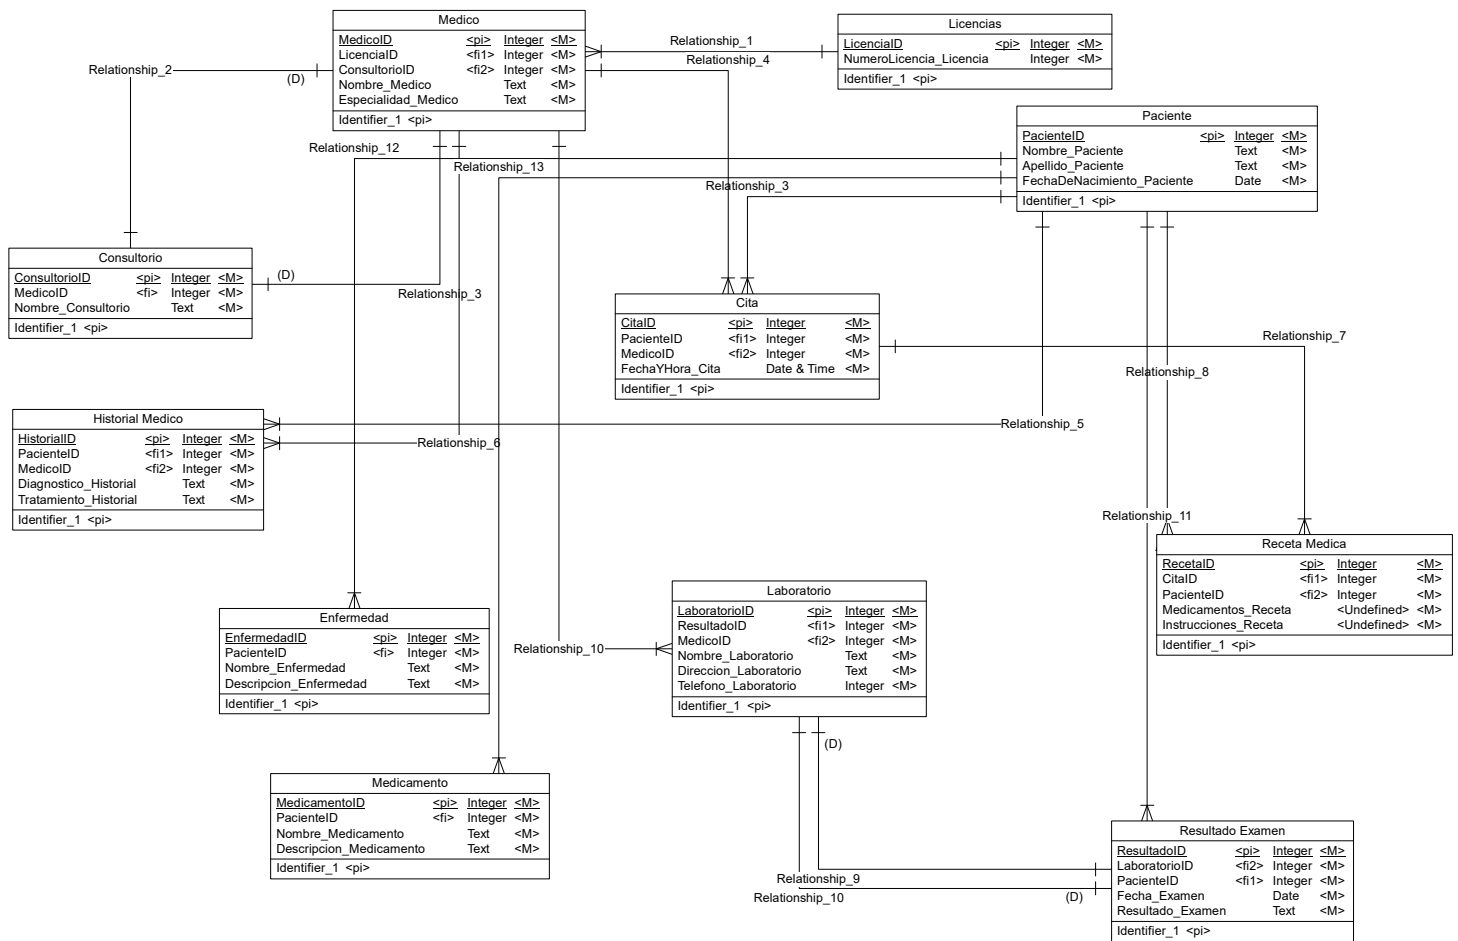 Medico
MedicoID <pi> Integer <M>
LicenciaID <fi1> Integer <M>
ConsultorioID <fi2> Integer <M>
Nombre_Medico Text <M>
Especialidad_Medico Text <M>
Identifier_1 <pi>
Licencias
LicenciaID <pi> Integer <M>
NumeroLicencia_Licencia Integer <M>
Identifier_1 <pi>
Relationship_1
Relationship_4
Relationship_2
(D)
Paciente
PacienteID <pi> Integer <M>
Nombre_Paciente Text <M>
Apellido_Paciente Text <M>
FechaDeNacimiento_Paciente Date <M>
Identifier_1 <pi>
Relationship_12
Relationship_13
Relationship_3
Consultorio
ConsultorioID <pi> Integer <M>
MedicoID <fi> Integer <M>
Nombre_Consultorio Text <M>
Identifier_1 <pi>
(D)
Relationship_3
Cita
CitaID <pi> Integer <M>
PacienteID <fi1> Integer <M>
MedicoID <fi2> Integer <M>
FechaYHora_Cita Date & Time <M>
Identifier_1 <pi>
Relationship_7
Relationship_8
Historial Medico
HistorialID <pi> Integer <M>
PacienteID <fi1> Integer <M>
MedicoID <fi2> Integer <M>
Diagnostico_Historial Text <M>
Tratamiento_Historial Text <M>
Identifier_1 <pi>
Relationship_6
Relationship_5
Relationship_11
Receta Medica
RecetaID <pi> Integer <M>
CitaID <fi1> Integer <M>
PacienteID <fi2> Integer <M>
Medicamentos_Receta <Undefined> <M>
Instrucciones_Receta <Undefined> <M>
Identifier_1 <pi>
Enfermedad
EnfermedadID <pi> Integer <M>
PacienteID <fi> Integer <M>
Nombre_Enfermedad Text <M>
Descripcion_Enfermedad Text <M>
Identifier_1 <pi>
Relationship_10
Laboratorio
LaboratorioID <pi> Integer <M>
ResultadoID <fi1> Integer <M>
MedicoID <fi2> Integer <M>
Nombre_Laboratorio Text <M>
Direccion_Laboratorio Text <M>
Telefono_Laboratorio Integer <M>
Identifier_1 <pi>
(D)
Medicamento
MedicamentoID <pi> Integer <M>
PacienteID <fi> Integer <M>
Nombre_Medicamento Text <M>
Descripcion_Medicamento Text <M>
Identifier_1 <pi>
Relationship_9
Relationship_10
(D)
Resultado Examen
ResultadoID <pi> Integer <M>
LaboratorioID <fi2> Integer <M>
PacienteID <fi1> Integer <M>
Fecha_Examen Date <M>
Resultado_Examen Text <M>
Identifier_1 <pi>